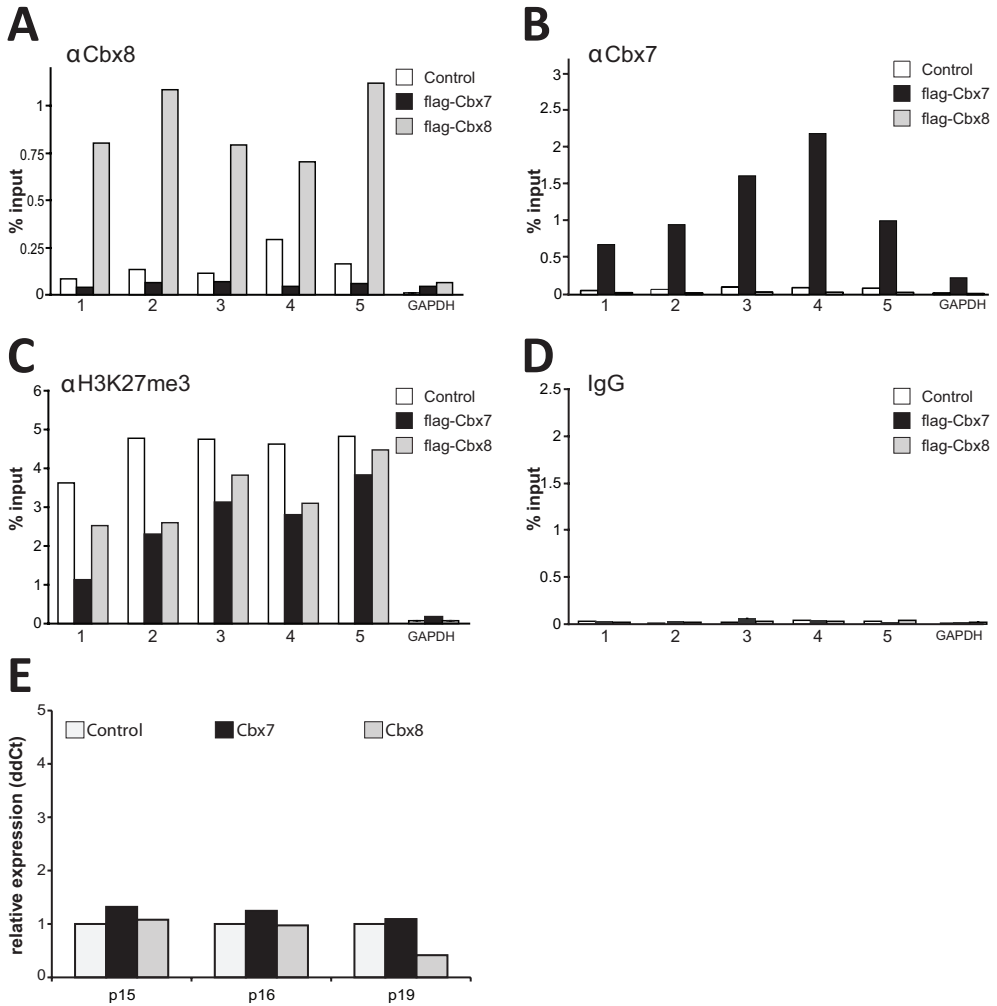 A
αCbx8
Control
flag-Cbx7
flag-Cbx8
% input
1
0.75
0.5
0.25
0
1 2 3 4 5 GAPDH
B
αCbx7
Control
flag-Cbx7
flag-Cbx8
% input
3
2.5
2
1.5
1
0.5
0
1 2 3 4 5 GAPDH
C
αH3K27me3
Control
flag-Cbx7
flag-Cbx8
% input
6
5
4
3
2
1
0
1 2 3 4 5 GAPDH
D
IgG
Control
flag-Cbx7
flag-Cbx8
% input
2.5
2
1.5
1
0.5
0
1 2 3 4 5 GAPDH
E
Control Cbx7 Cbx8
relative expression (ddCt)
5
4
3
2
1
0
p15 p16 p19